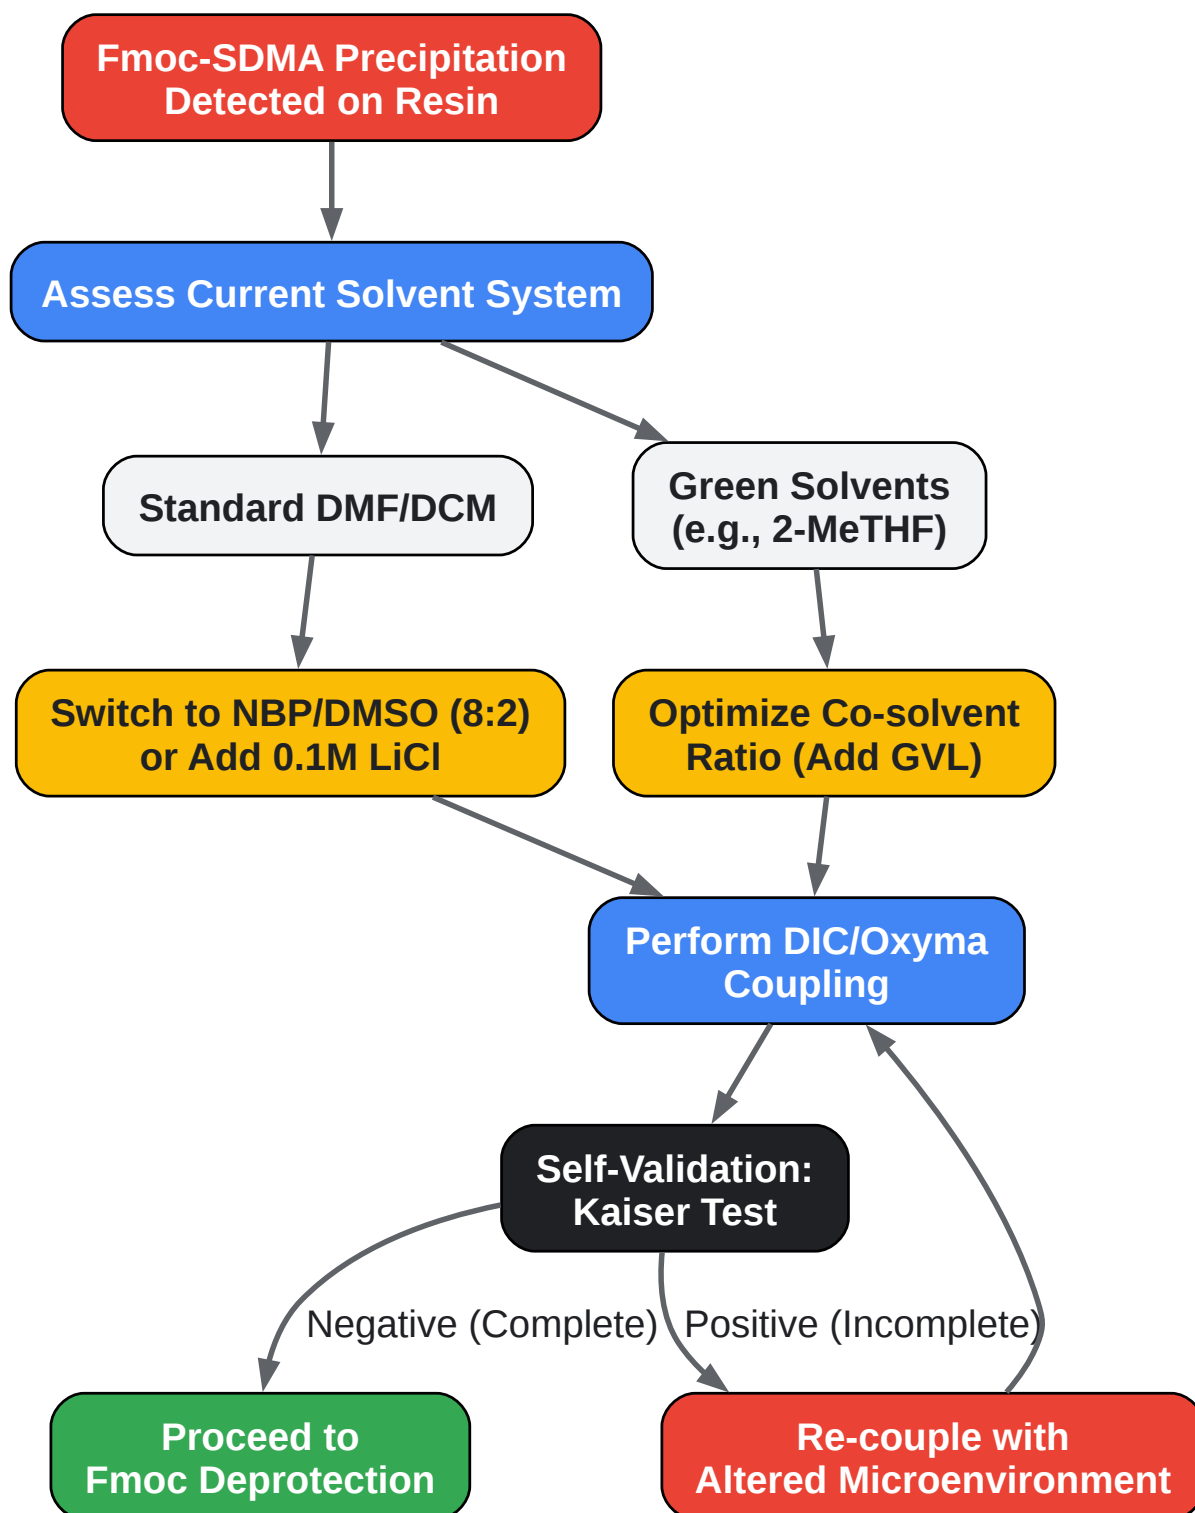 Fmoc-SDMA Precipitation
Detected on Resin
Assess Current Solvent System
Standard DMF/DCM
Green Solvents
(e.g., 2-MeTHF)
Switch to NBP/DMSO (8:2)
or Add 0.1M LiCl
Optimize Co-solvent
Ratio (Add GVL)
Perform DIC/Oxyma
Coupling
Self-Validation:
Kaiser Test
Negative (Complete)
Positive (Incomplete)
Proceed to
Fmoc Deprotection
Re-couple with
Altered Microenvironment